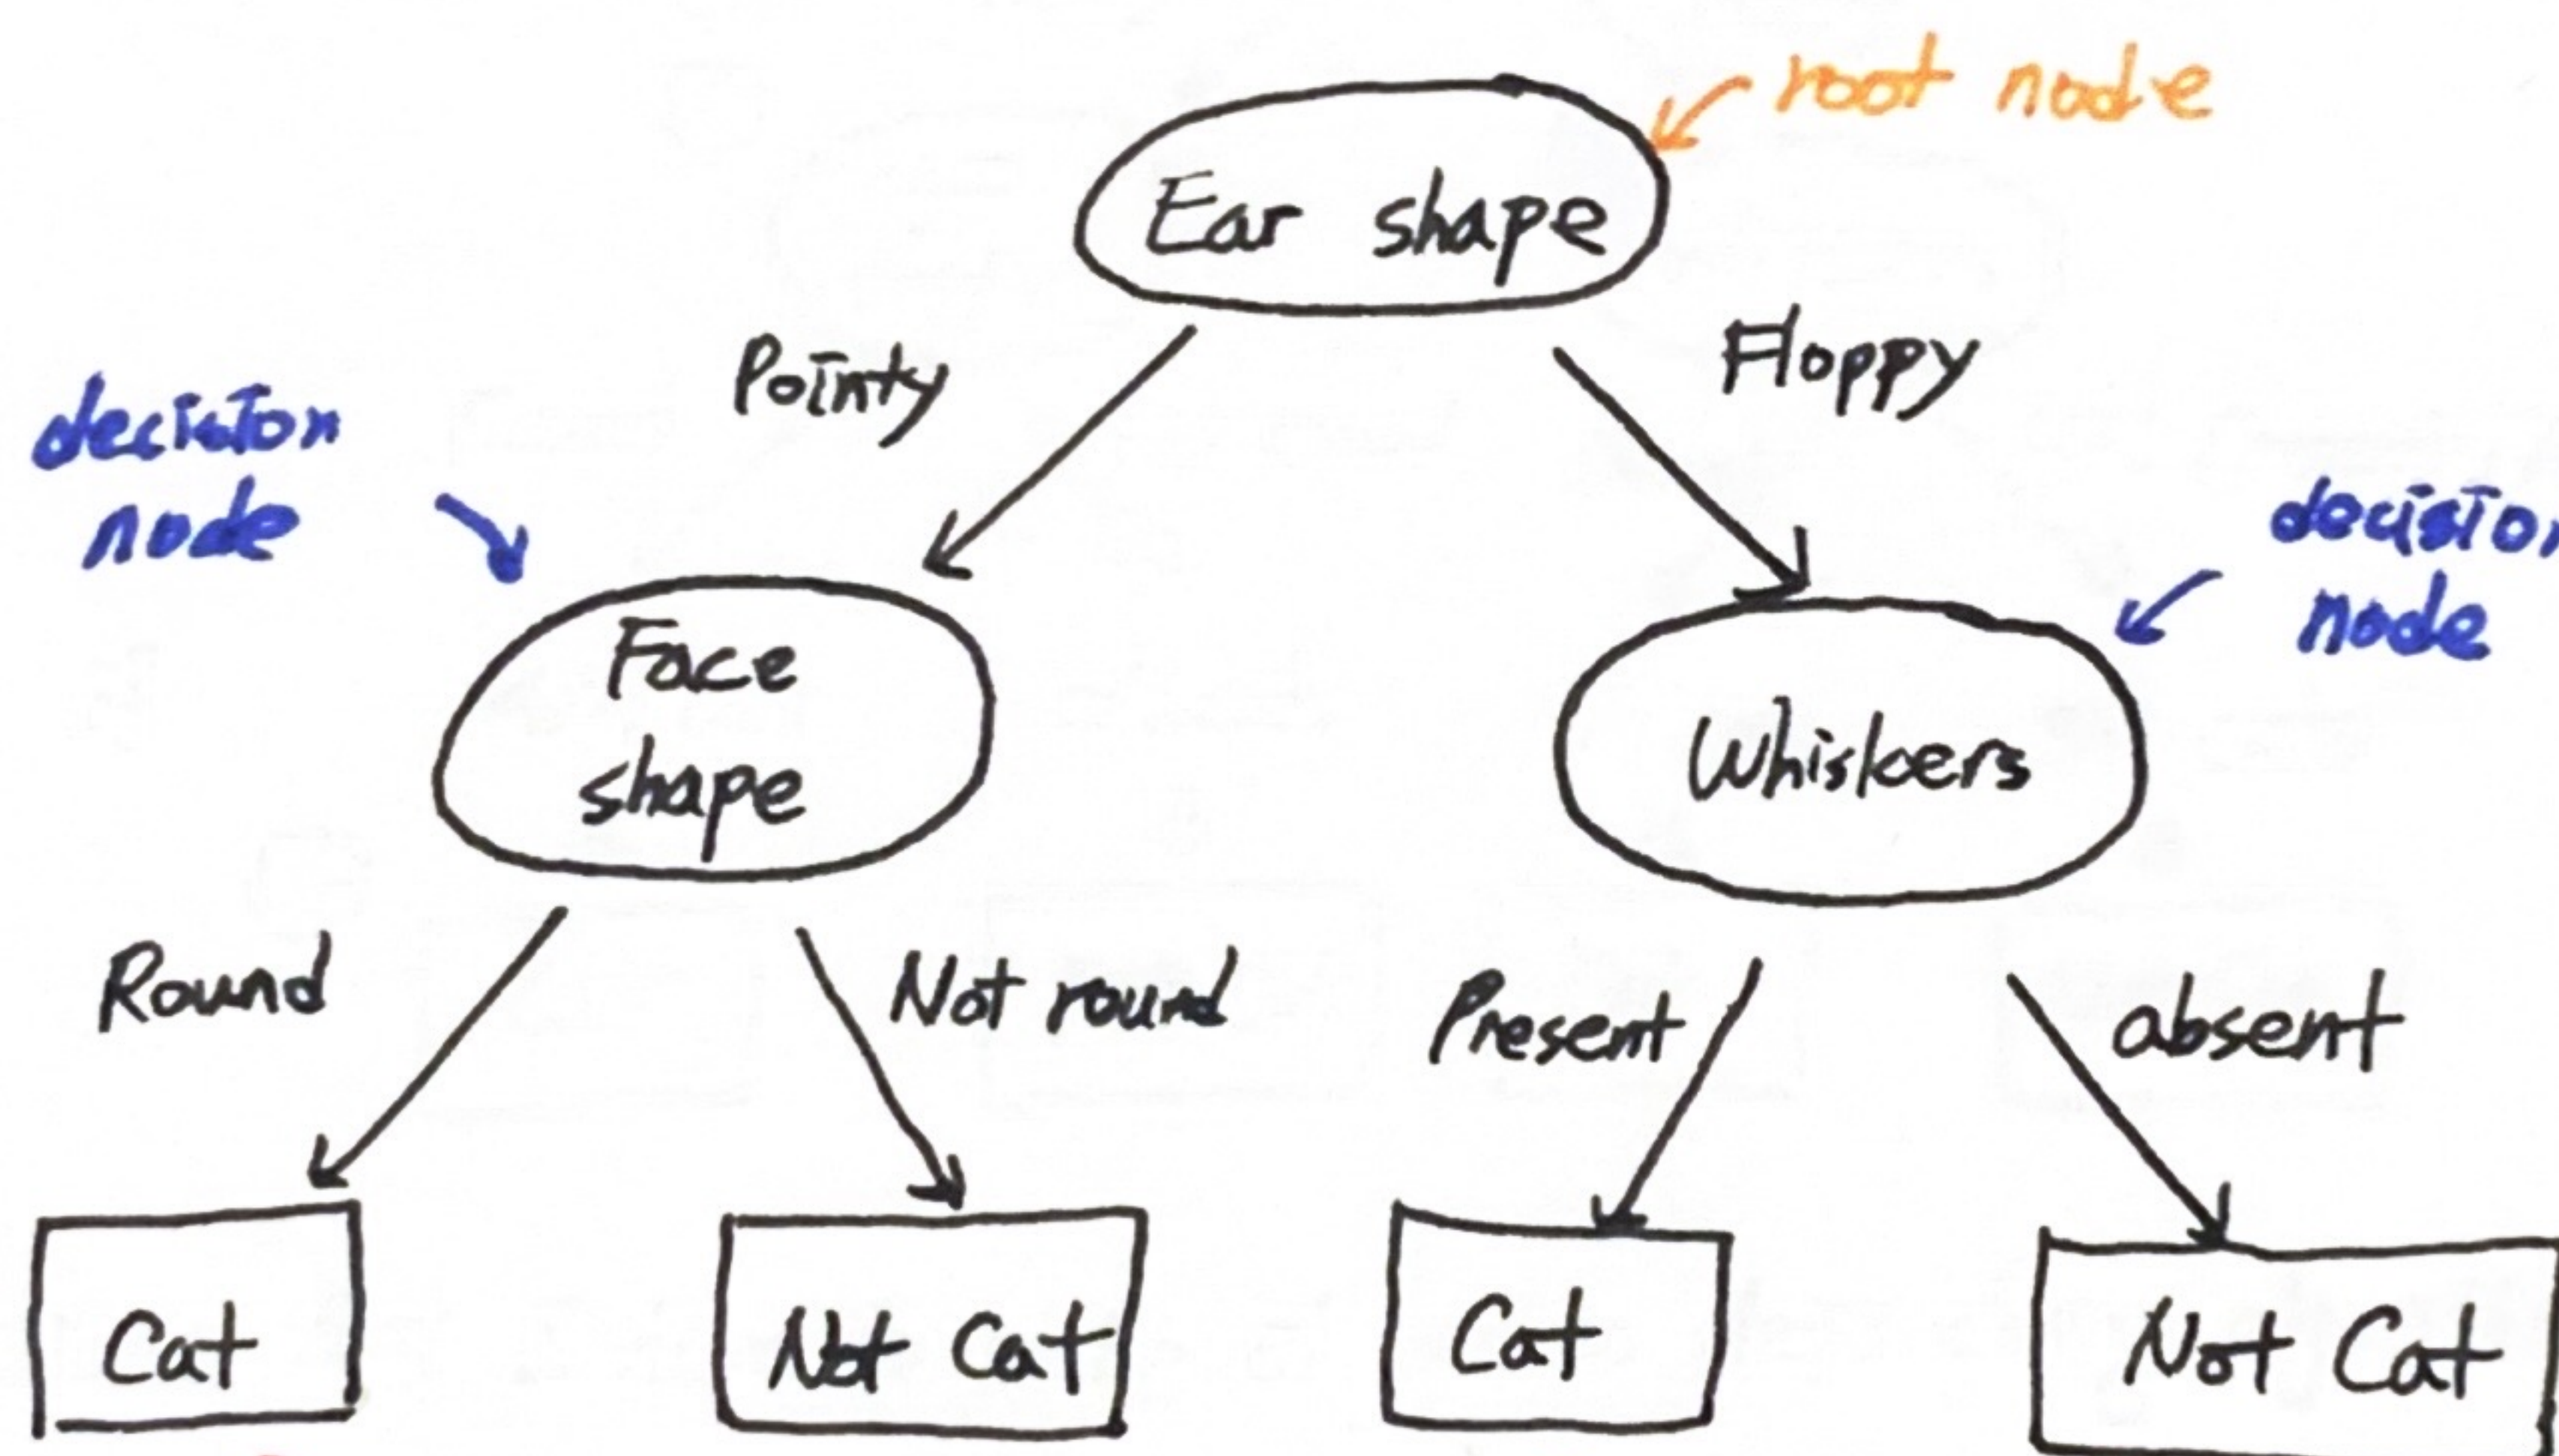 root node
Ear shape
Pointy
Floppy
decision
node
decision
node
Face
shape
Whiskers
Round
Not round
Present
absent
Cat
Not Cat
Cat
Not Cat